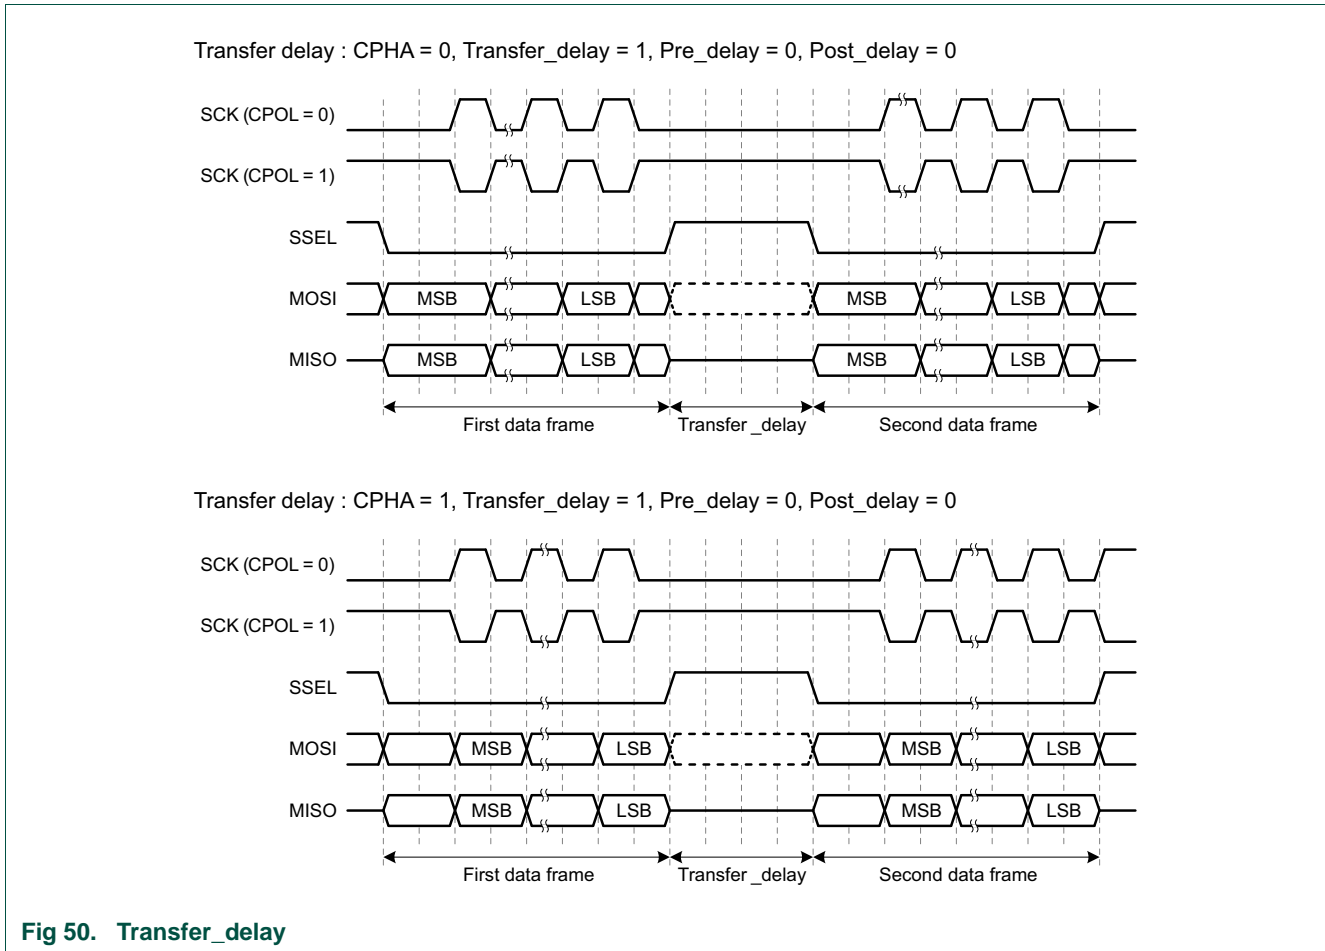 Transfer delay : CPHA = 0, Transfer_delay = 1, Pre_delay = 0, Post_delay = 0
SCK (CPOL = 0)
SCK (CPOL = 1)
SSEL
MOSI MSB LSB MSB LSB
MISO MSB LSB MSB LSB
First data frame Transfer _delay Second data frame
Transfer delay : CPHA = 1, Transfer_delay = 1, Pre_delay = 0, Post_delay = 0
SCK (CPOL = 0)
SCK (CPOL = 1)
SSEL
MOSI MSB LSB MSB LSB
MISO MSB LSB MSB LSB
First data frame Transfer _delay Second data frame
Fig 50. Transfer_delay